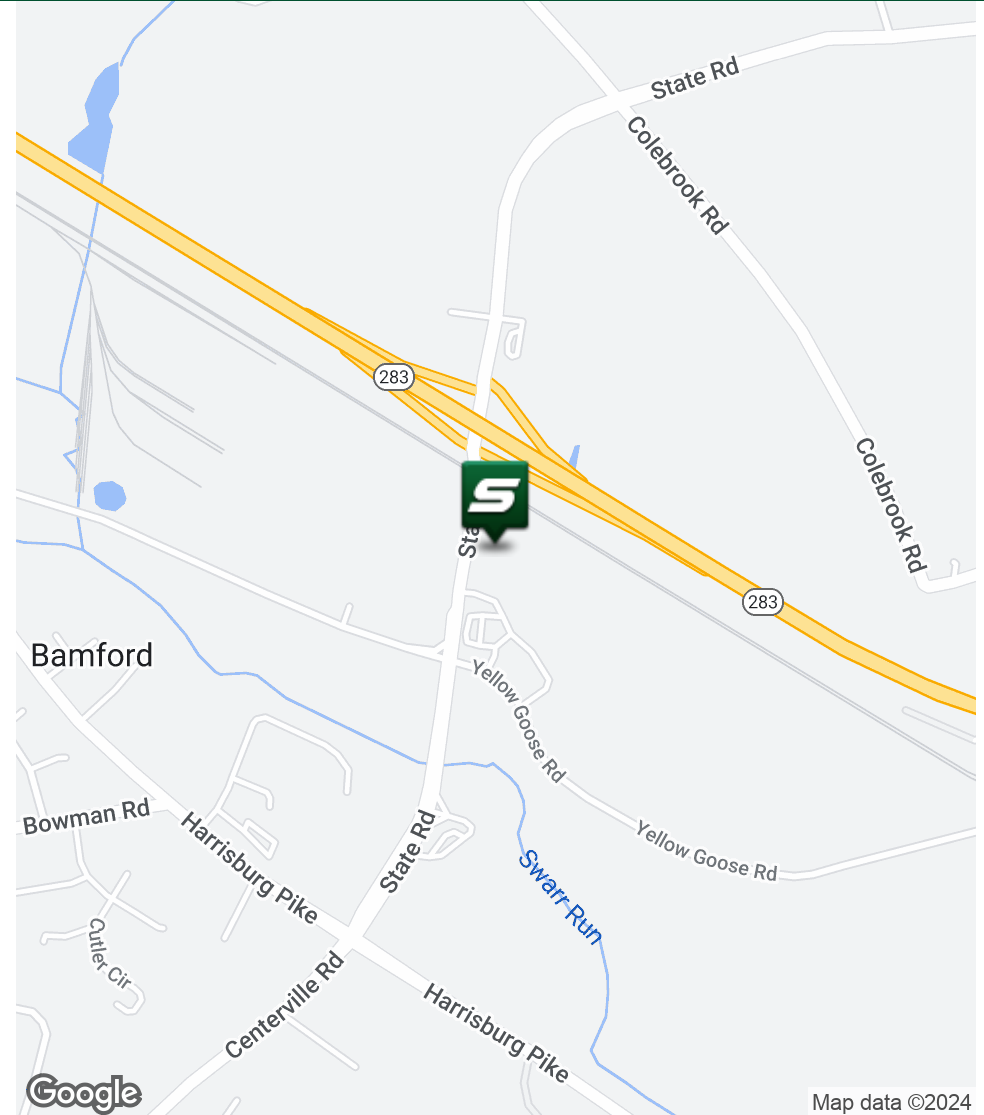 State Rd
Colebrook Rd
283
S
Sta
Colebrook Rd
283
Bamford
Yellow Goose Rd
Bowman Rd
Harrisburg Pike
State Rd
Yellow Goose Rd
Swarr Run
Cutler Cir
Centerville Rd
Harrisburg Pike
Google
Map data ©2024